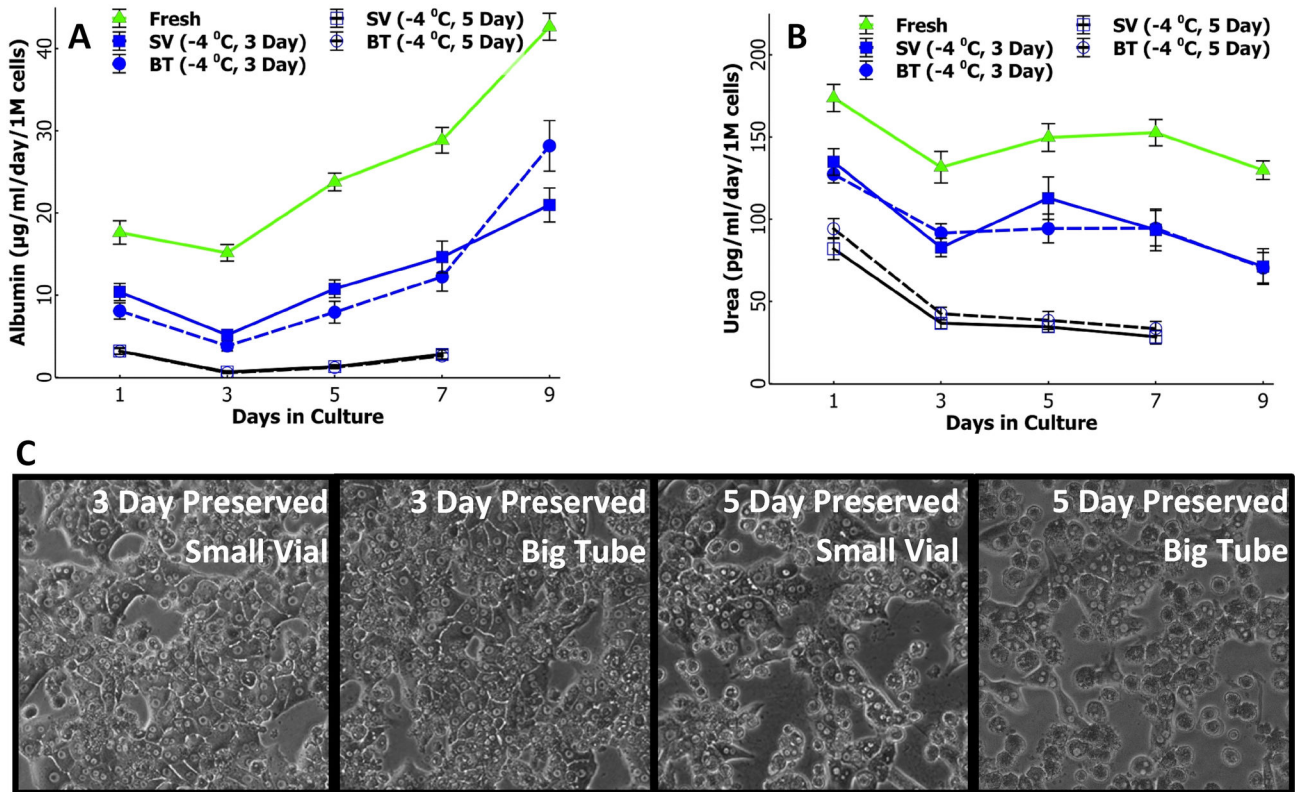 A
Fresh
SV (-4 ⁰C, 3 Day)
BT (-4 ⁰C, 3 Day)
SV (-4 ⁰C, 5 Day)
BT (-4 ⁰C, 5 Day)
Albumin (µg/ml/day/1M cells)
40
30
20
10
0
1 3 5 7 9
Days in Culture
B
Fresh
SV (-4 ⁰C, 3 Day)
BT (-4 ⁰C, 3 Day)
SV (-4 ⁰C, 5 Day)
BT (-4 ⁰C, 5 Day)
Urea (pg/ml/day/1M cells)
200
150
100
50
0
1 3 5 7 9
Days in Culture
C
3 Day Preserved
Small Vial
3 Day Preserved
Big Tube
5 Day Preserved
Small Vial
5 Day Preserved
Big Tube